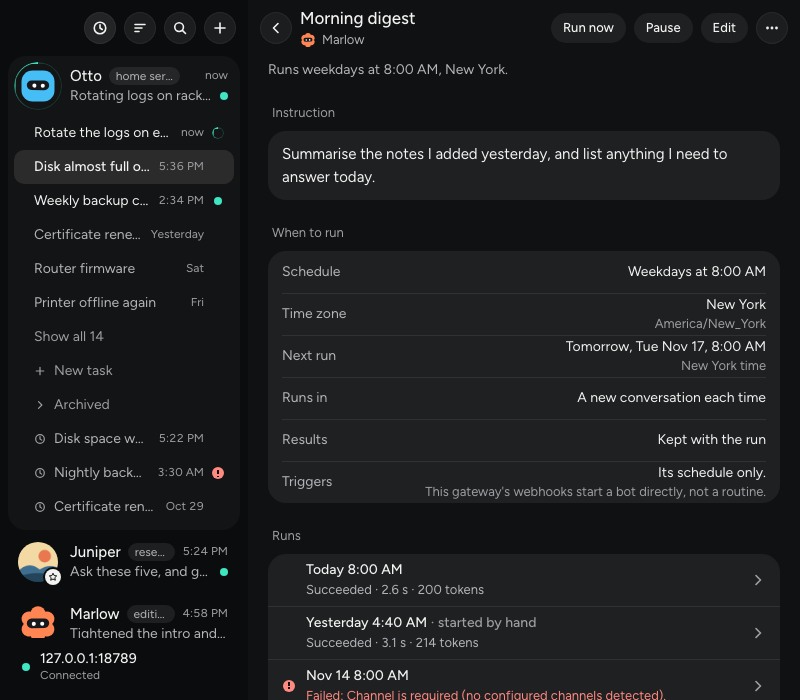 Otto
home ser...
now
Rotating logs on rack...
Rotate the logs on e...
now
Disk almost full o...
5:36 PM
Weekly backup c...
2:34 PM
Certificate rene...
Yesterday
Router firmware
Sat
Printer offline again
Fri
Show all 14
New task
Archived
Disk space w...
5:22 PM
Nightly back...
3:30 AM
Certificate ren...
Oct 29
Juniper
rese...
5:24 PM
Ask these five, and g...
Marlow
editi...
4:58 PM
Tightened the intro and...
127.0.0.1:18789
Connected
Morning digest
Marlow
Run now
Pause
Edit
Runs weekdays at 8:00 AM, New York.
Instruction
Summarise the notes I added yesterday, and list anything I need to
answer today.
When to run
Schedule
Weekdays at 8:00 AM
Time zone
New York
America/New_York
Next run
Tomorrow, Tue Nov 17, 8:00 AM
New York time
Runs in
A new conversation each time
Results
Kept with the run
Triggers
Its schedule only.
This gateway's webhooks start a bot directly, not a routine.
Runs
Today 8:00 AM
Succeeded · 2.6 s · 200 tokens
Yesterday 4:40 AM · started by hand
Succeeded · 3.1 s · 214 tokens
Nov 14 8:00 AM
Failed: Channel is required (no configured channels detected).